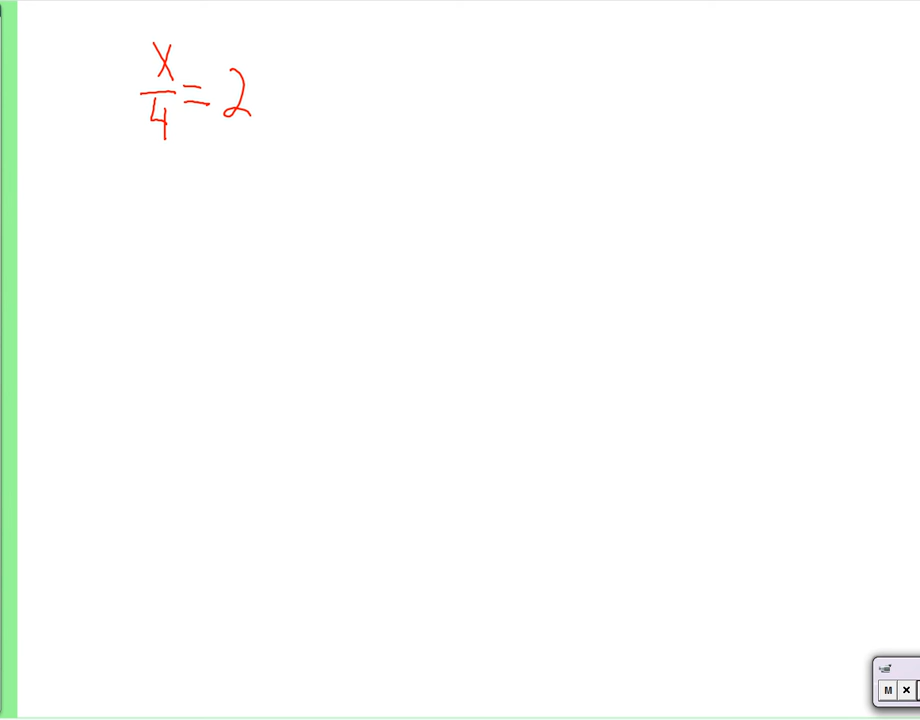 x/4 = 2
M ×